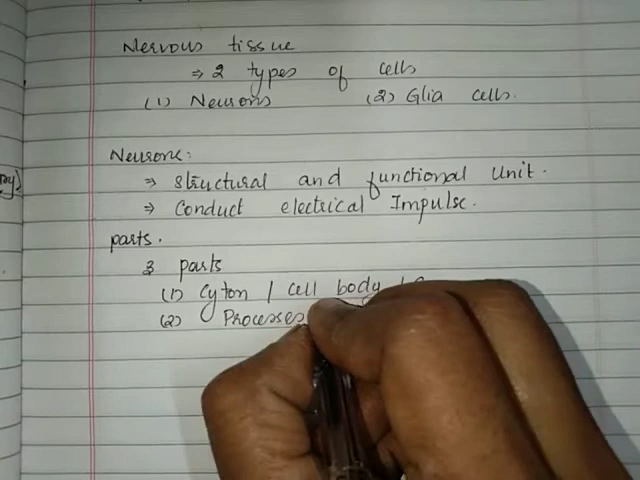 Nervous tissue
⇒ 2 types of cells
(1) Neurons (2) Glia cells.
Neurone:
⇒ structural and functional Unit.
⇒ Conduct electrical Impulse.
parts.
3 parts
(1) Cyton / cell body /
(2) Processes